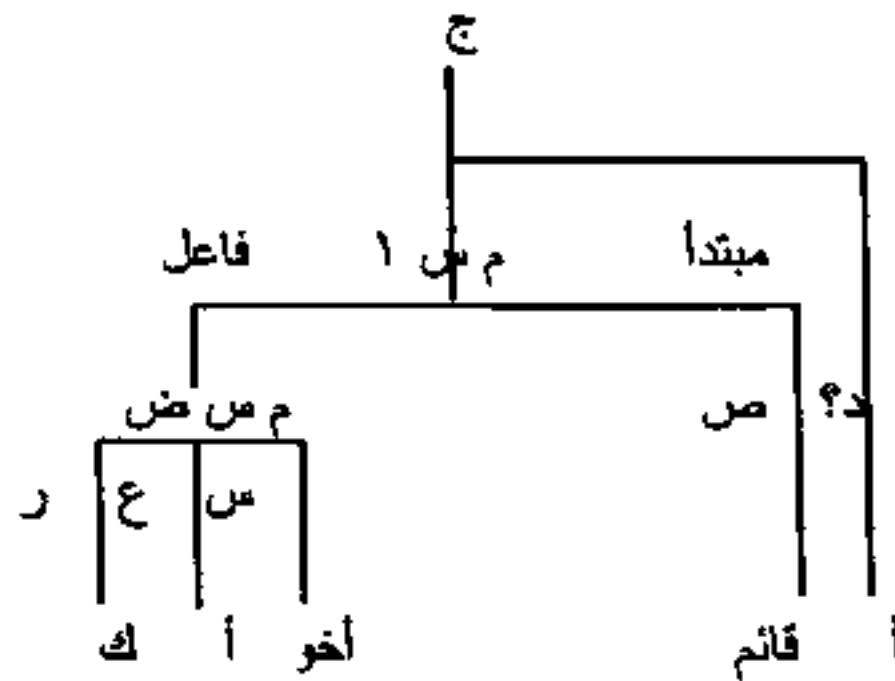 ج
مبتدأ م س ١ فاعل
د؟ ص م س ض
س ع ر
أ قائم أخو أ ك